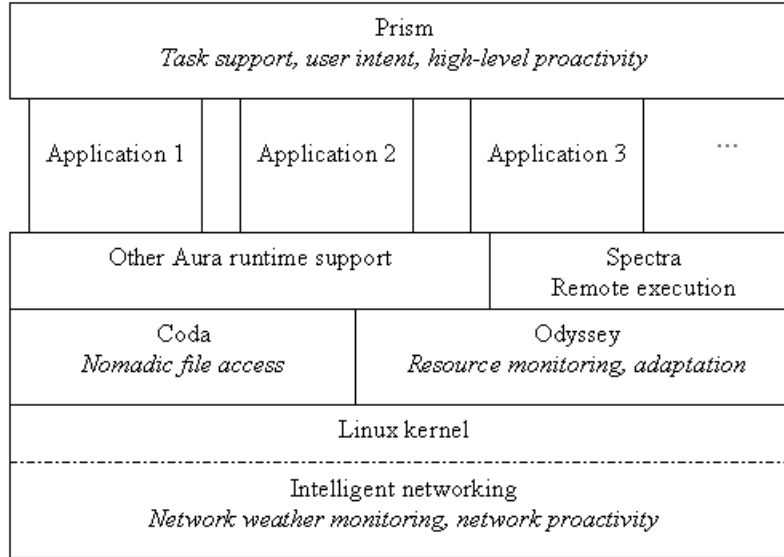 Prism
Task support, user intent, high-level proactivity
Application 1
Application 2
Application 3
...
Other Aura runtime support
Spectra
Remote execution
Coda
Nomadic file access
Odyssey
Resource monitoring, adaptation
Linux kernel
Intelligent networking
Network weather monitoring, network proactivity